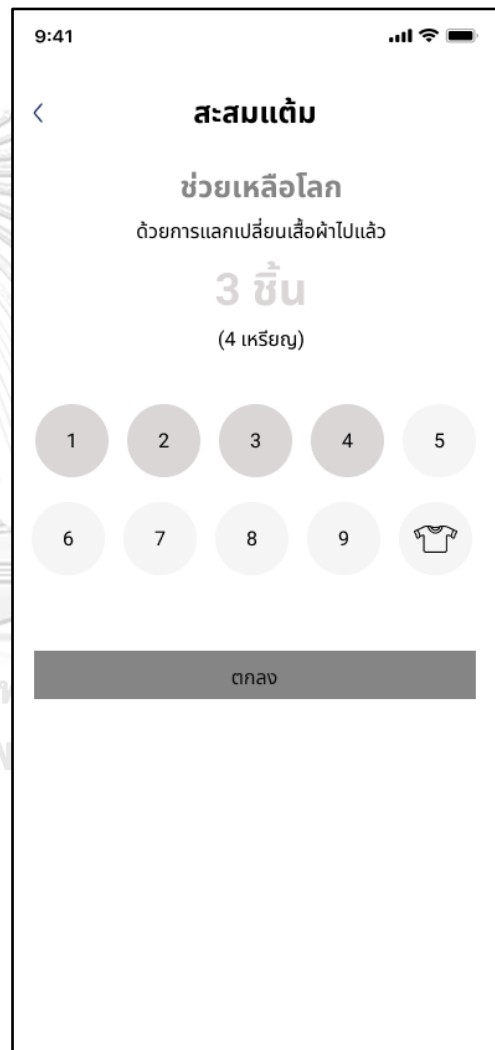 9:41
สะสมแต้ม
ช่วยเหลือโลก
ด้วยการแลกเปลี่ยนเสื้อผ้าไปแล้ว
3 ชิ้น
(4 เหรียญ)
1 2 3 4 5
6 7 8 9
ตกลง